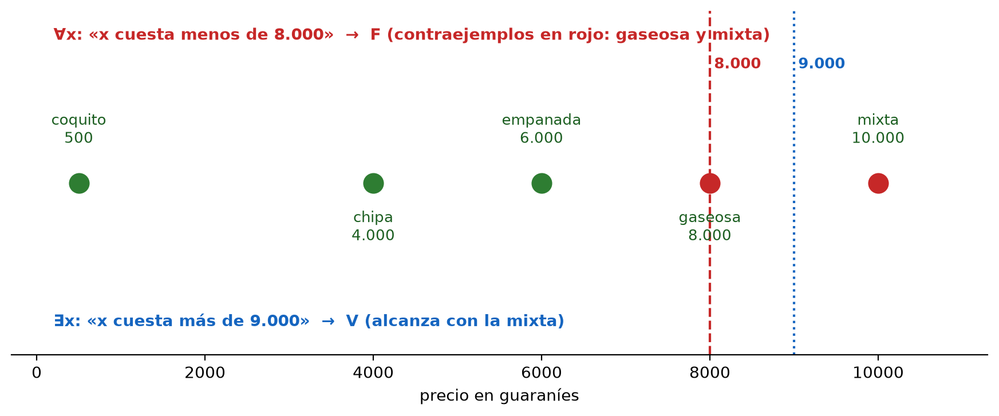 ∀x: «x cuesta menos de 8.000» → F (contraejemplos en rojo: gaseosa y mixta)
8.000
9.000
coquito
500
empanada
6.000
mixta
10.000
chipa
4.000
gaseosa
8.000
∃x: «x cuesta más de 9.000» → V (alcanza con la mixta)
0 2000 4000 6000 8000 10000
precio en guaraníes